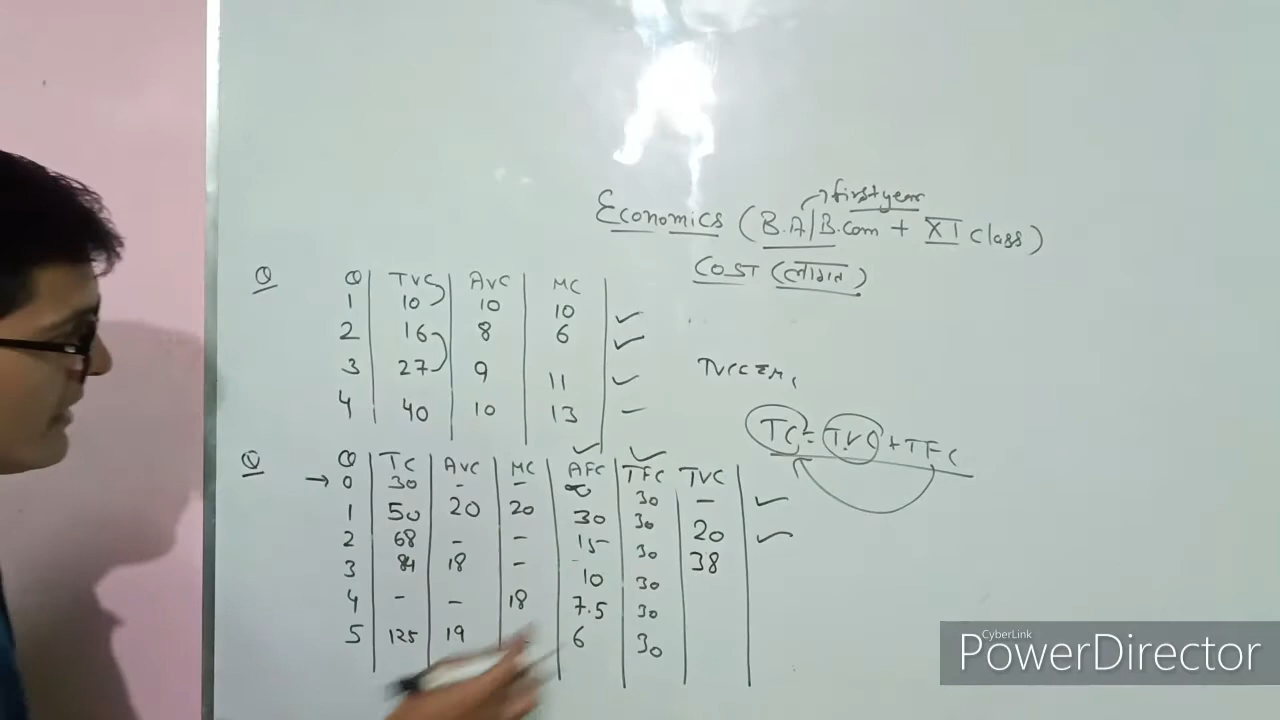 firstyear
Economics (B.A/B.Com + XI Class)
COST (लागत)
Q
Q TVC AVC MC
1 10 10 10
2 16 8 6
3 27 9 11
4 40 10 13
TC = TVC + TFC
Q
Q TC AVC MC AFC TFC TVC
0 30 - - ∞ 30 -
1 50 20 20 30 30 20
2 68 - - 15 30 38
3 84 18 - 10 30
4 - - 18 7.5 30
5 125 19 6 30
CyberLink
PowerDirector